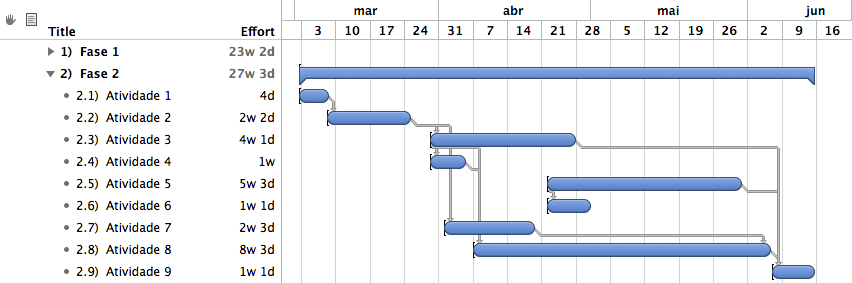 mar abr mai jun
Title Effort 3 10 17 24 31 7 14 21 28 5 12 19 26 2 9 16
1) Fase 1 23w 2d
2) Fase 2 27w 3d
2.1) Atividade 1 4d
2.2) Atividade 2 2w 2d
2.3) Atividade 3 4w 1d
2.4) Atividade 4 1w
2.5) Atividade 5 5w 3d
2.6) Atividade 6 1w 1d
2.7) Atividade 7 2w 3d
2.8) Atividade 8 8w 3d
2.9) Atividade 9 1w 1d